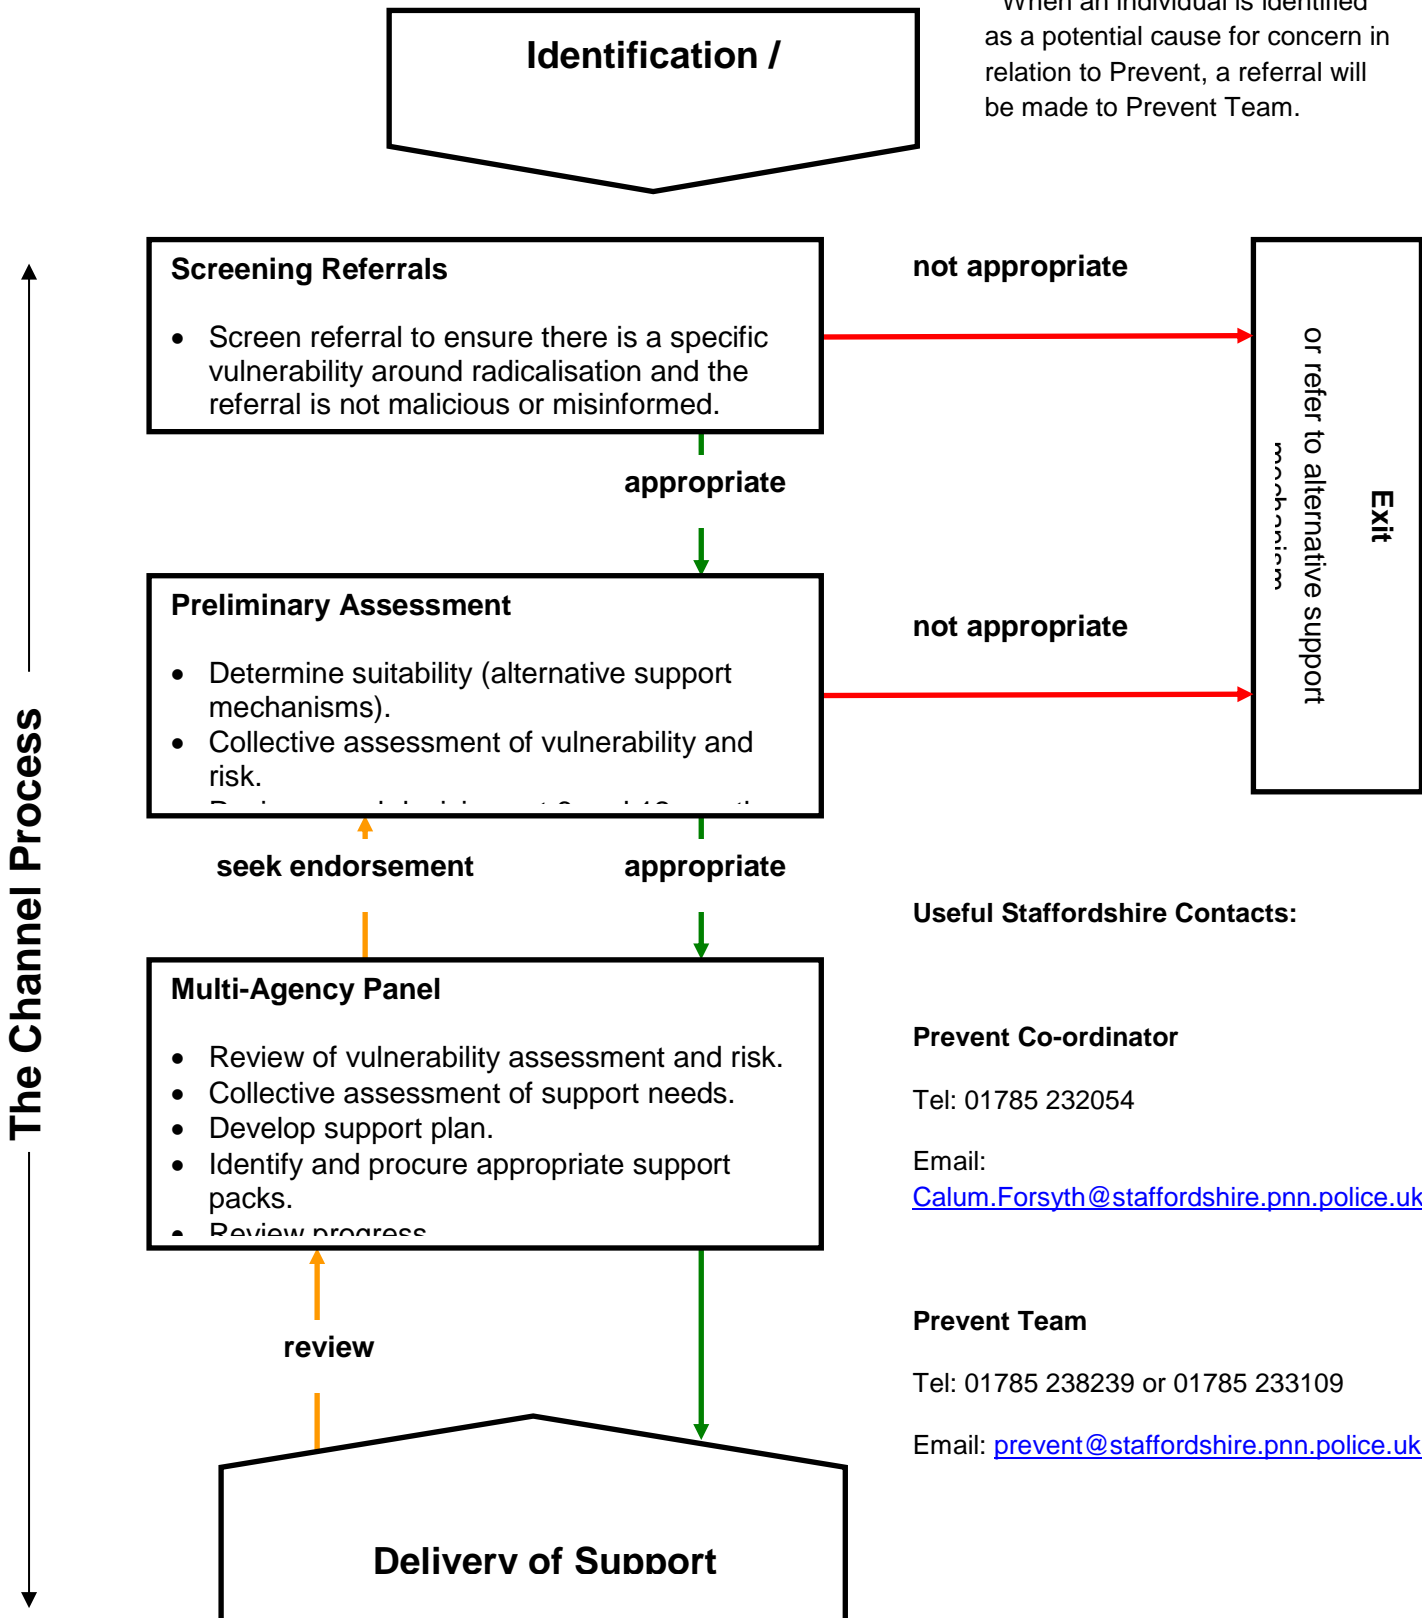 When an individual is identified
as a potential cause for concern in
relation to Prevent, a referral will
be made to Prevent Team.
Identification /
Screening Referrals
• Screen referral to ensure there is a specific
vulnerability around radicalisation and the
referral is not malicious or misinformed.
not appropriate
Exit
or refer to alternative support
mechanism
appropriate
Preliminary Assessment
• Determine suitability (alternative support
mechanisms).
• Collective assessment of vulnerability and
risk.
not appropriate
The Channel Process
seek endorsement
appropriate
Multi-Agency Panel
• Review of vulnerability assessment and risk.
• Collective assessment of support needs.
• Develop support plan.
• Identify and procure appropriate support
packs.
• Review progress
review
Delivery of Support
Useful Staffordshire Contacts:
Prevent Co-ordinator
Tel: 01785 232054
Email:
Calum.Forsyth@staffordshire.pnn.police.uk
Prevent Team
Tel: 01785 238239 or 01785 233109
Email: prevent@staffordshire.pnn.police.uk